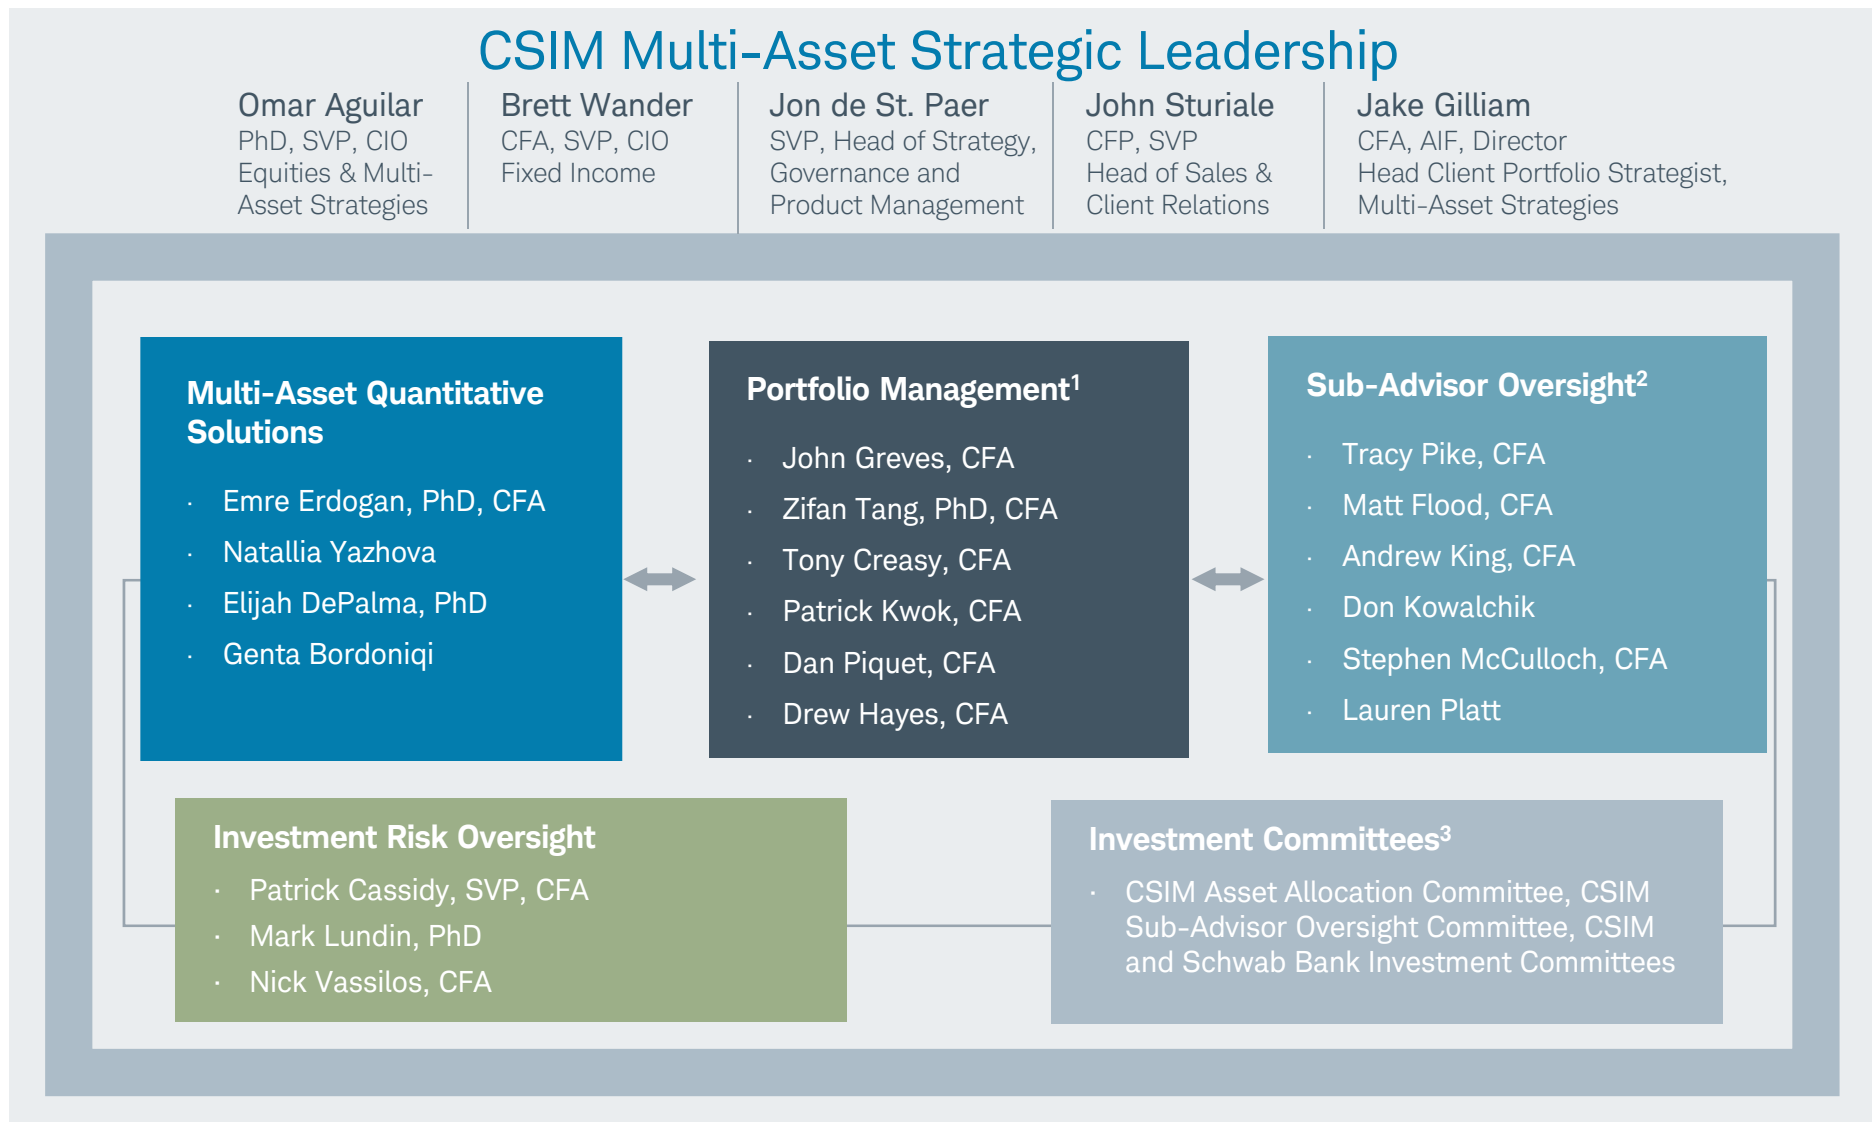 CSIM Multi-Asset Strategic Leadership
Omar Aguilar
PhD, SVP, CIO
Equities & Multi-
Asset Strategies
Brett Wander
CFA, SVP, CIO
Fixed Income
Jon de St. Paer
SVP, Head of Strategy,
Governance and
Product Management
John Sturiale
CFP, SVP
Head of Sales &
Client Relations
Jake Gilliam
CFA, AIF, Director
Head Client Portfolio Strategist,
Multi-Asset Strategies
Multi-Asset Quantitative
Solutions
· Emre Erdogan, PhD, CFA
· Natallia Yazhova
· Elijah DePalma, PhD
· Genta Bordoniqi
Portfolio Management¹
· John Greves, CFA
· Zifan Tang, PhD, CFA
· Tony Creasy, CFA
· Patrick Kwok, CFA
· Dan Piquet, CFA
· Drew Hayes, CFA
Sub-Advisor Oversight²
· Tracy Pike, CFA
· Matt Flood, CFA
· Andrew King, CFA
· Don Kowalchik
· Stephen McCulloch, CFA
· Lauren Platt
Investment Risk Oversight
· Patrick Cassidy, SVP, CFA
· Mark Lundin, PhD
· Nick Vassilos, CFA
Investment Committees³
· CSIM Asset Allocation Committee, CSIM
Sub-Advisor Oversight Committee, CSIM
and Schwab Bank Investment Committees